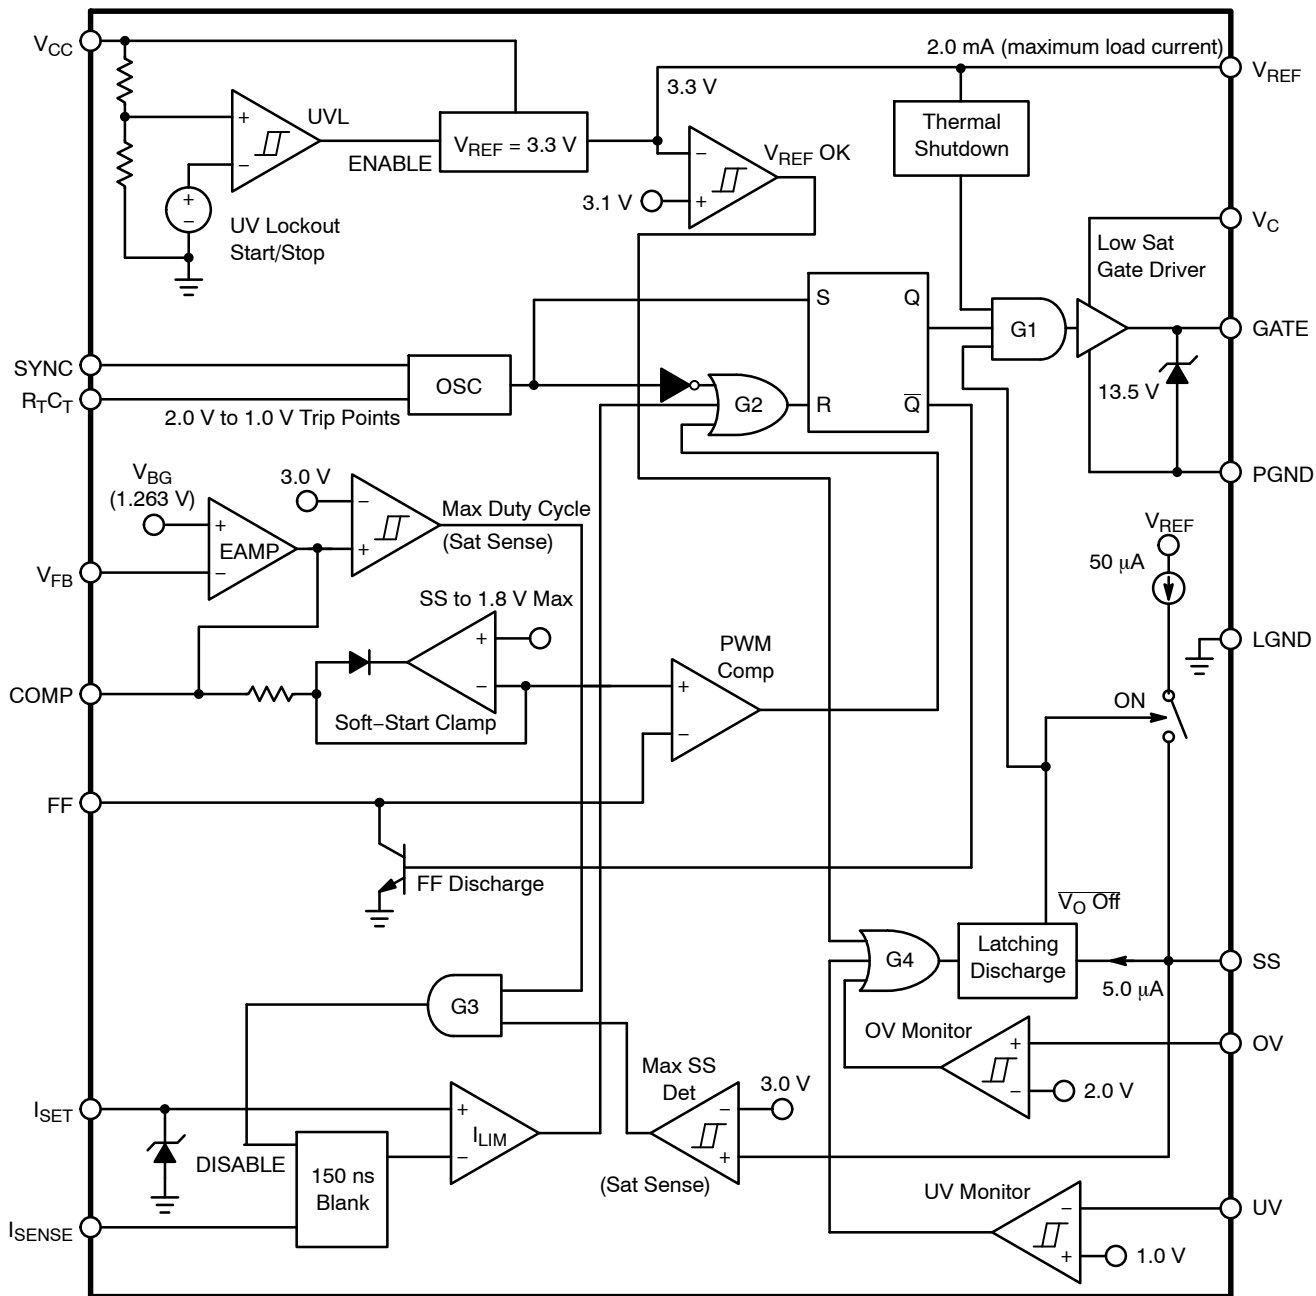 V_CC
2.0 mA (maximum load current)
V_REF
3.3 V
UVL
+
−
ENABLE
V_REF = 3.3 V
−
+
V_REF OK
3.1 V
Thermal
Shutdown
+
−
UV Lockout
Start/Stop
V_C
Low Sat
Gate Driver
S
Q
G1
GATE
SYNC
OSC
R_TC_T
2.0 V to 1.0 V Trip Points
G2
R
Q̅
13.5 V
V_BG
(1.263 V)
3.0 V
−
+
Max Duty Cycle
(Sat Sense)
PGND
+
−
EAMP
V_FB
V_REF
50 μA
SS to 1.8 V Max
+
−
Soft−Start Clamp
PWM
Comp
+
−
LGND
COMP
ON
FF
FF Discharge
V̅_̅O̅ ̅O̅f̅f̅
G4
Latching
Discharge
5.0 μA
SS
G3
OV Monitor
+
−
OV
2.0 V
Max SS
Det
3.0 V
−
+
(Sat Sense)
I_SET
+
−
I_LIM
DISABLE
150 ns
Blank
UV Monitor
−
+
UV
1.0 V
I_SENSE